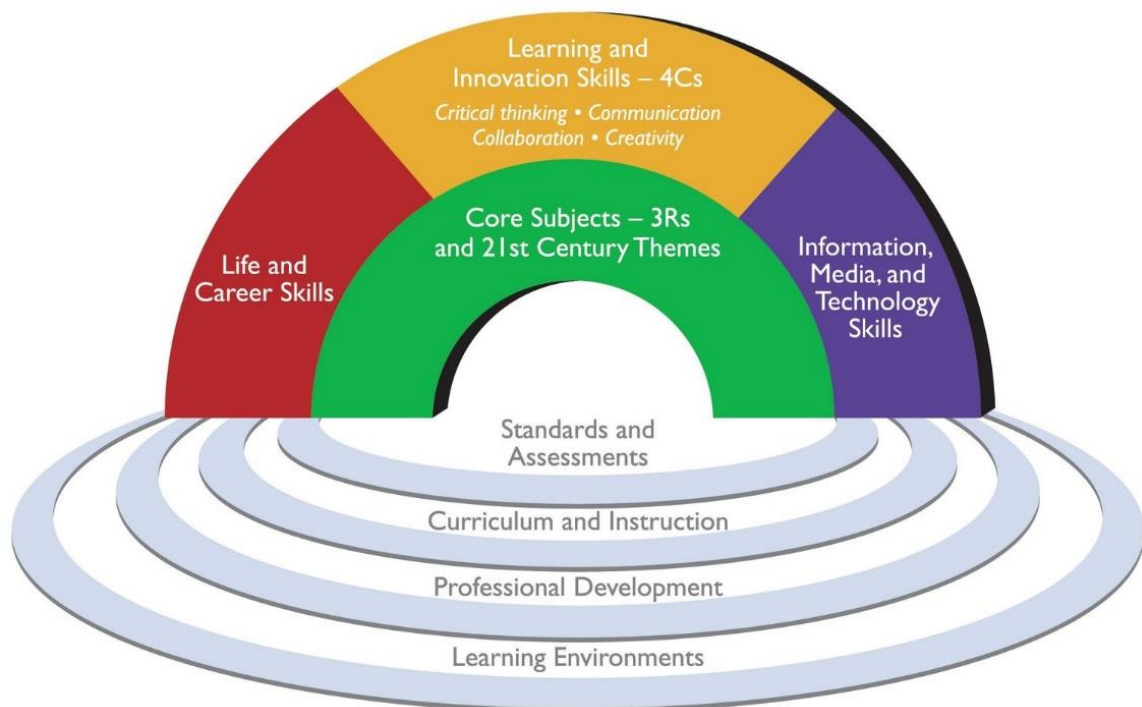 Learning and
Innovation Skills – 4Cs
Critical thinking • Communication
Collaboration • Creativity
Core Subjects – 3Rs
and 21st Century Themes
Life and
Career Skills
Information,
Media, and
Technology
Skills
Standards and
Assessments
Curriculum and Instruction
Professional Development
Learning Environments